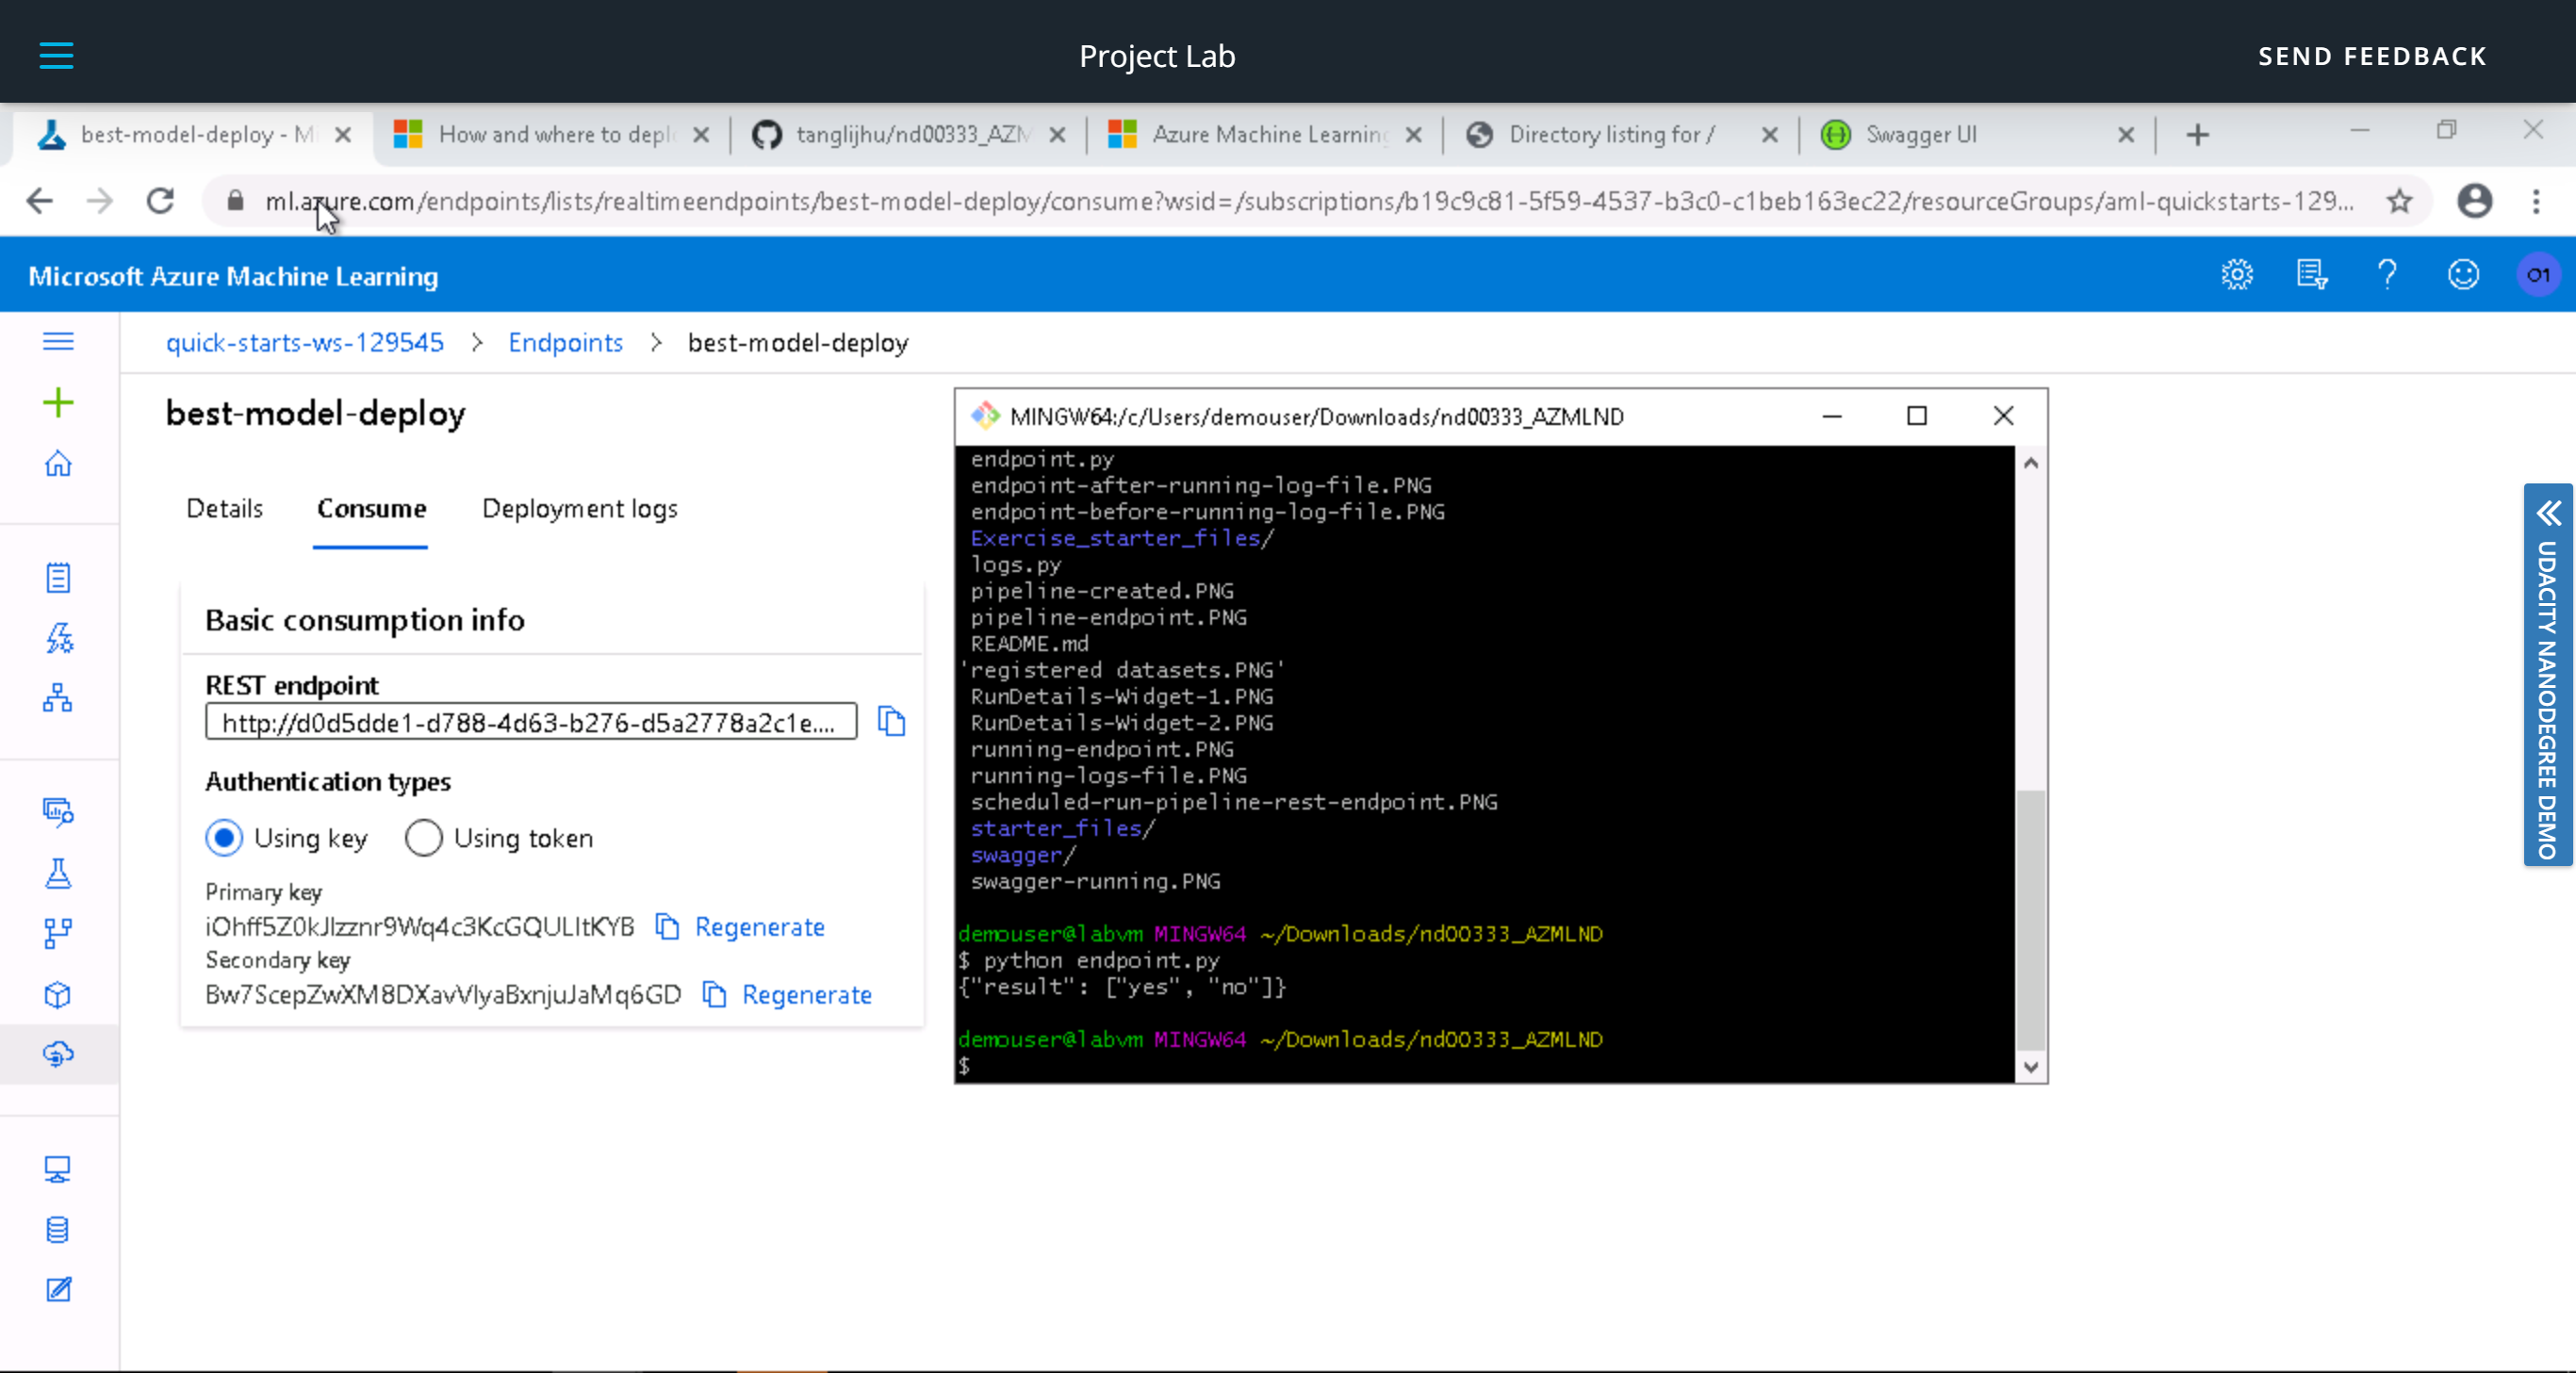 Project Lab
SEND FEEDBACK
best-model-deploy - Mi
How and where to depl
tanglijhu/nd00333_AZM
Azure Machine Learning
Directory listing for /
Swagger UI
ml.azure.com/endpoints/lists/realtimeendpoints/best-model-deploy/consume?wsid=/subscriptions/b19c9c81-5f59-4537-b3c0-c1beb163ec22/resourceGroups/aml-quickstarts-129...
Microsoft Azure Machine Learning
O1
quick-starts-ws-129545 > Endpoints > best-model-deploy
best-model-deploy
Details
Consume
Deployment logs
Basic consumption info
REST endpoint
http://d0d5dde1-d788-4d63-b276-d5a2778a2c1e....
Authentication types
Using key
Using token
Primary key
iOhff5Z0kJlzznr9Wq4c3KcGQULItKYB
Regenerate
Secondary key
Bw7ScepZwXM8DXavVlyaBxnjuJaMq6GD
Regenerate
MINGW64:/c/Users/demouser/Downloads/nd00333_AZMLND
endpoint.py
endpoint-after-running-log-file.PNG
endpoint-before-running-log-file.PNG
Exercise_starter_files/
logs.py
pipeline-created.PNG
pipeline-endpoint.PNG
README.md
'registered datasets.PNG'
RunDetails-Widget-1.PNG
RunDetails-Widget-2.PNG
running-endpoint.PNG
running-logs-file.PNG
scheduled-run-pipeline-rest-endpoint.PNG
starter_files/
swagger/
swagger-running.PNG
demouser@labvm MINGW64 ~/Downloads/nd00333_AZMLND
$ python endpoint.py
{"result": ["yes", "no"]}
demouser@labvm MINGW64 ~/Downloads/nd00333_AZMLND
$
UDACITY NANODEGREE DEMO